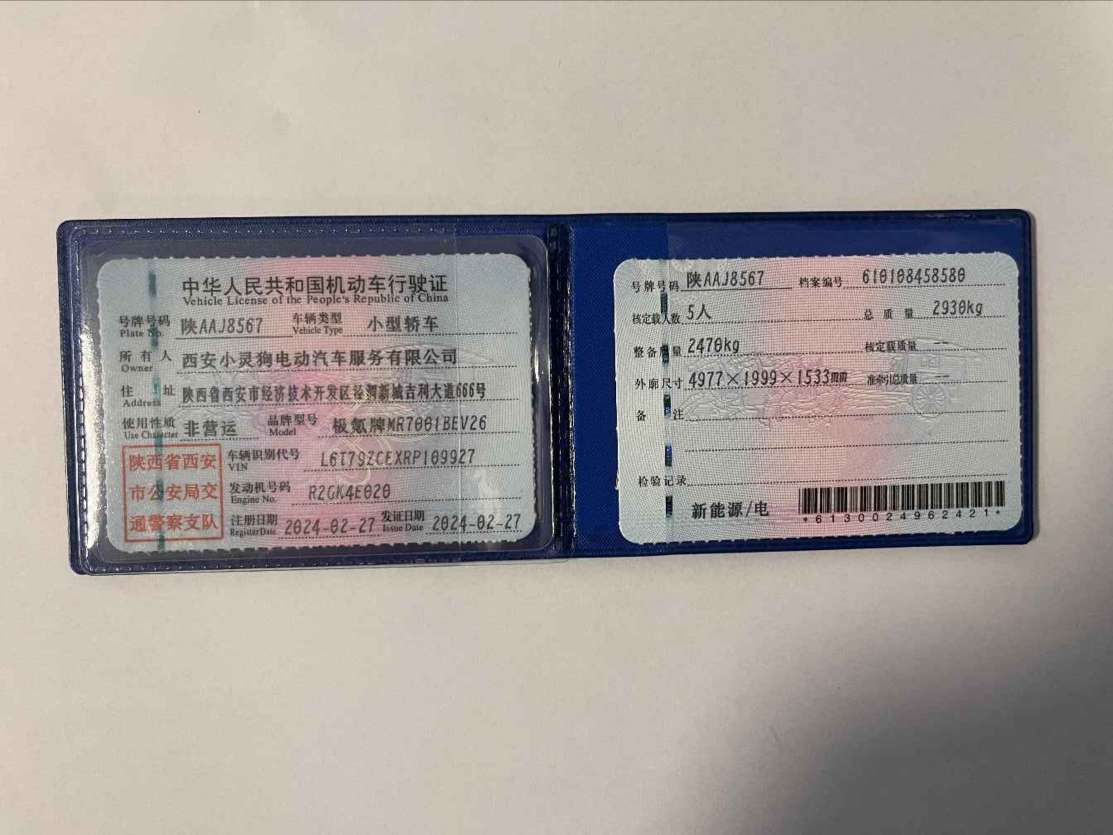 中华人民共和国机动车行驶证
Vehicle License of the People's Republic of China
号牌号码 陕AAJ8567 车辆类型 小型轿车
Plate No. Vehicle Type
所有人 西安小灵狗电动汽车服务有限公司
Owner
住址 陕西省西安市经济技术开发区泾渭新城吉利大道666号
Address
使用性质 非营运 品牌型号 极氪牌MR7001BEV26
Use Character Model
陕西省西安
市公安局交
通警察支队
车辆识别代号 L6T79ZCEXRP109927
VIN
发动机号码 R2GK4E020
Engine No.
注册日期 2024-02-27 发证日期 2024-02-27
Register Date Issue Date
号牌号码 陕AAJ8567 档案编号 610108458580
核定载人数 5人 总质量 2930kg
整备质量 2470kg 核定载质量 --
外廓尺寸 4977×1999×1533mm 准牵引总质量 --
备注
检验记录
新能源/电
*6130024962421*